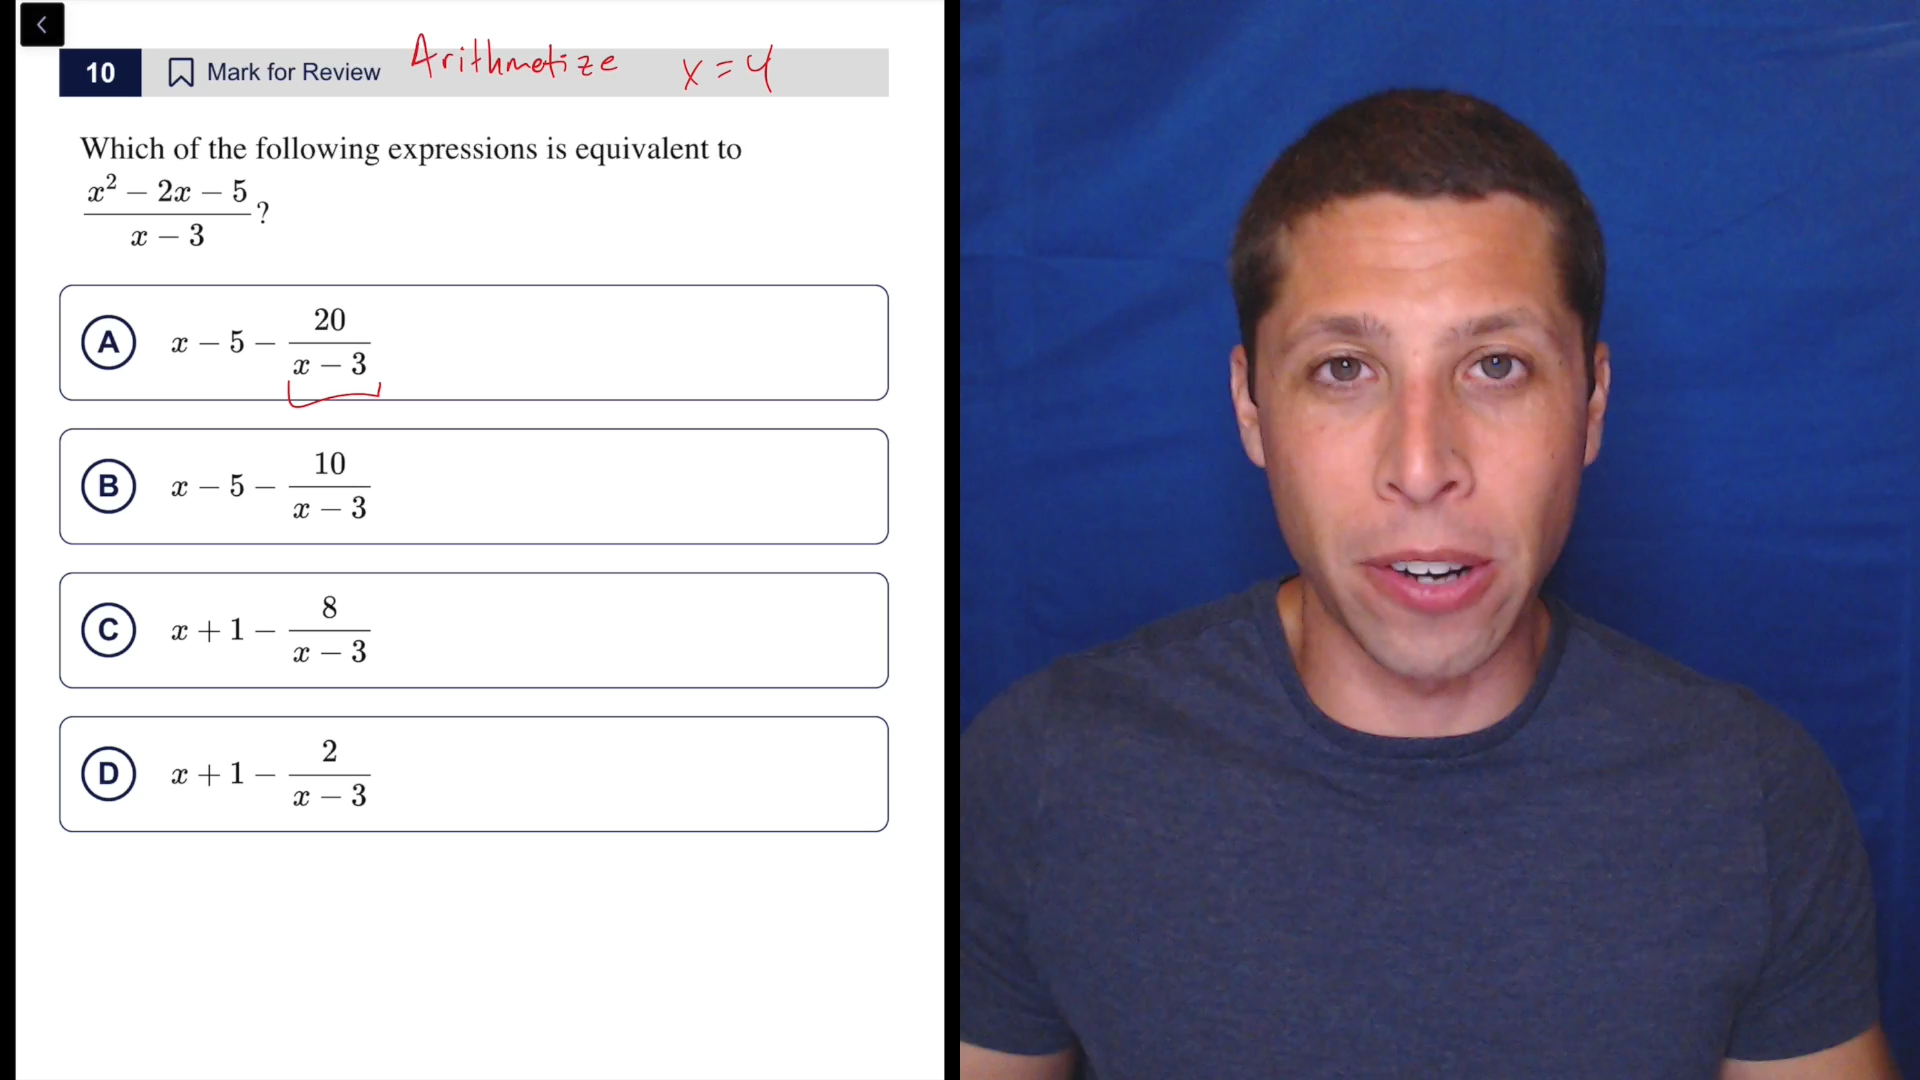 10 Mark for Review Arithmetize x = 4
Which of the following expressions is equivalent to
x² − 2x − 5
x − 3
?
A x − 5 − 20/(x − 3)
B x − 5 − 10/(x − 3)
C x + 1 − 8/(x − 3)
D x + 1 − 2/(x − 3)